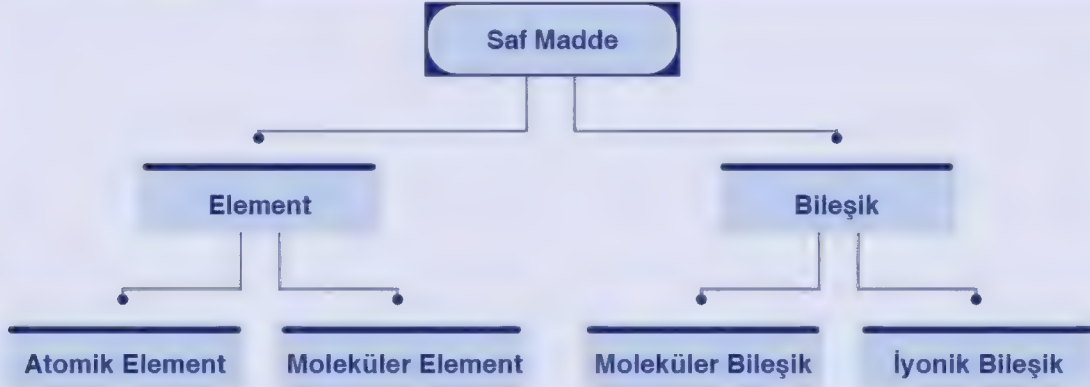 Saf Madde
Element
Bileşik
Atomik Element
Moleküler Element
Moleküler Bileşik
İyonik Bileşik